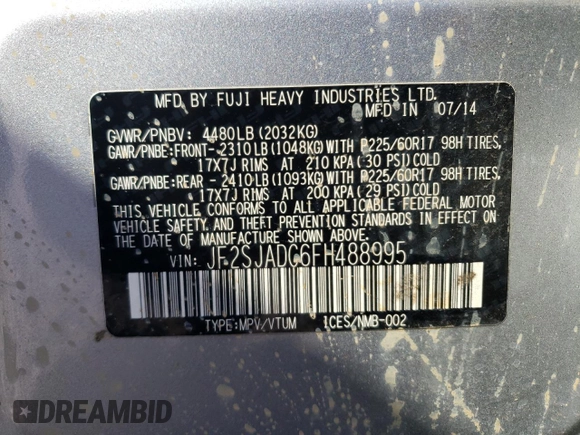 MFD BY FUJI HEAVY INDUSTRIES LTD.
MFD IN 07/14
GVWR/PNBV: 4480LB(2032KG)
GAWR/PNBE:FRONT-2310LB(1048KG)WITH P225/60R17 98H TIRES,
17X7J RIMS AT 210 KPA(30 PSI)COLD
GAWR/PNBE:REAR -2410LB(1093KG)WITH P225/60R17 98H TIRES,
17X7J RIMS AT 200 KPA(29 PSI)COLD
THIS VEHICLE CONFORMS TO ALL APPLICABLE FEDERAL MOTOR
VEHICLE SAFETY AND THEFT PREVENTION STANDARDS IN EFFECT
ON THE DATE OF MANUFACTURE SHOWN ABOVE.
VIN: JF2SJADC6FH488995
TYPE:MPV/VTUM ICES/NMB-002
DREAMBID